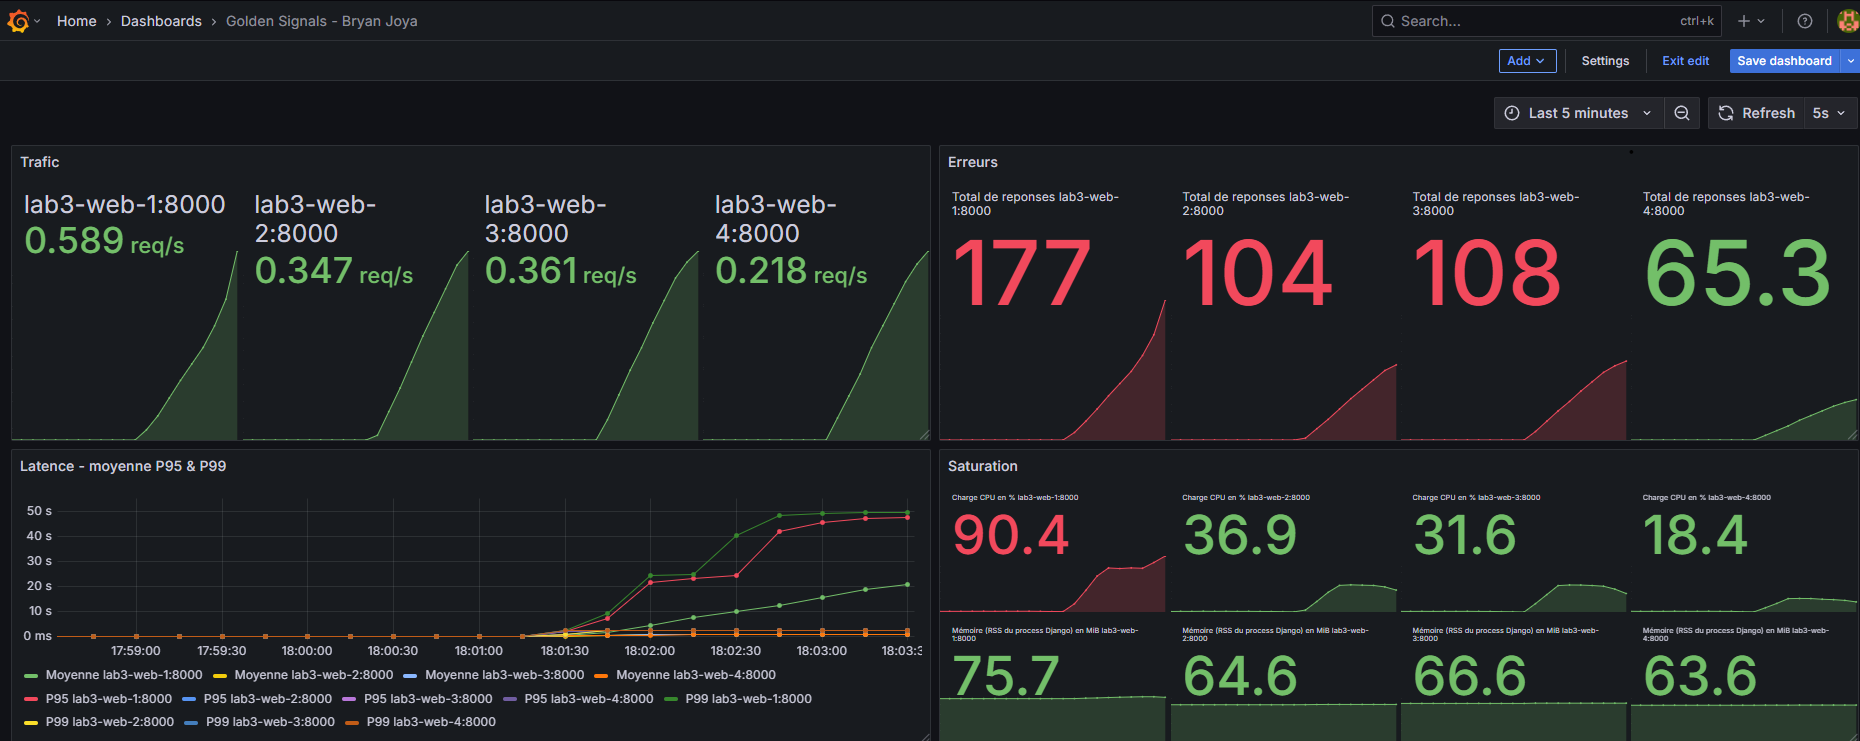 Home › Dashboards › Golden Signals - Bryan Joya
Search... ctrl+k
Add Settings Exit edit Save dashboard
Last 5 minutes Refresh 5s
Trafic
lab3-web-1:8000
0.589 req/s
lab3-web-
2:8000
0.347 req/s
lab3-web-
3:8000
0.361 req/s
lab3-web-
4:8000
0.218 req/s
Erreurs
Total de reponses lab3-web-
1:8000
177
Total de reponses lab3-web-
2:8000
104
Total de reponses lab3-web-
3:8000
108
Total de reponses lab3-web-
4:8000
65.3
Latence - moyenne P95 & P99
50 s
40 s
30 s
20 s
10 s
0 ms
17:59:00 17:59:30 18:00:00 18:00:30 18:01:00 18:01:30 18:02:00 18:02:30 18:03:00 18:03:3
Moyenne lab3-web-1:8000 Moyenne lab3-web-2:8000 Moyenne lab3-web-3:8000 Moyenne lab3-web-4:8000
P95 lab3-web-1:8000 P95 lab3-web-2:8000 P95 lab3-web-3:8000 P95 lab3-web-4:8000 P99 lab3-web-1:8000
P99 lab3-web-2:8000 P99 lab3-web-3:8000 P99 lab3-web-4:8000
Saturation
Charge CPU en % lab3-web-1:8000
90.4
Charge CPU en % lab3-web-2:8000
36.9
Charge CPU en % lab3-web-3:8000
31.6
Charge CPU en % lab3-web-4:8000
18.4
Mémoire (RSS du process Django) en MiB lab3-web-
1:8000
75.7
Mémoire (RSS du process Django) en MiB lab3-web-
2:8000
64.6
Mémoire (RSS du process Django) en MiB lab3-web-
3:8000
66.6
Mémoire (RSS du process Django) en MiB lab3-web-
4:8000
63.6